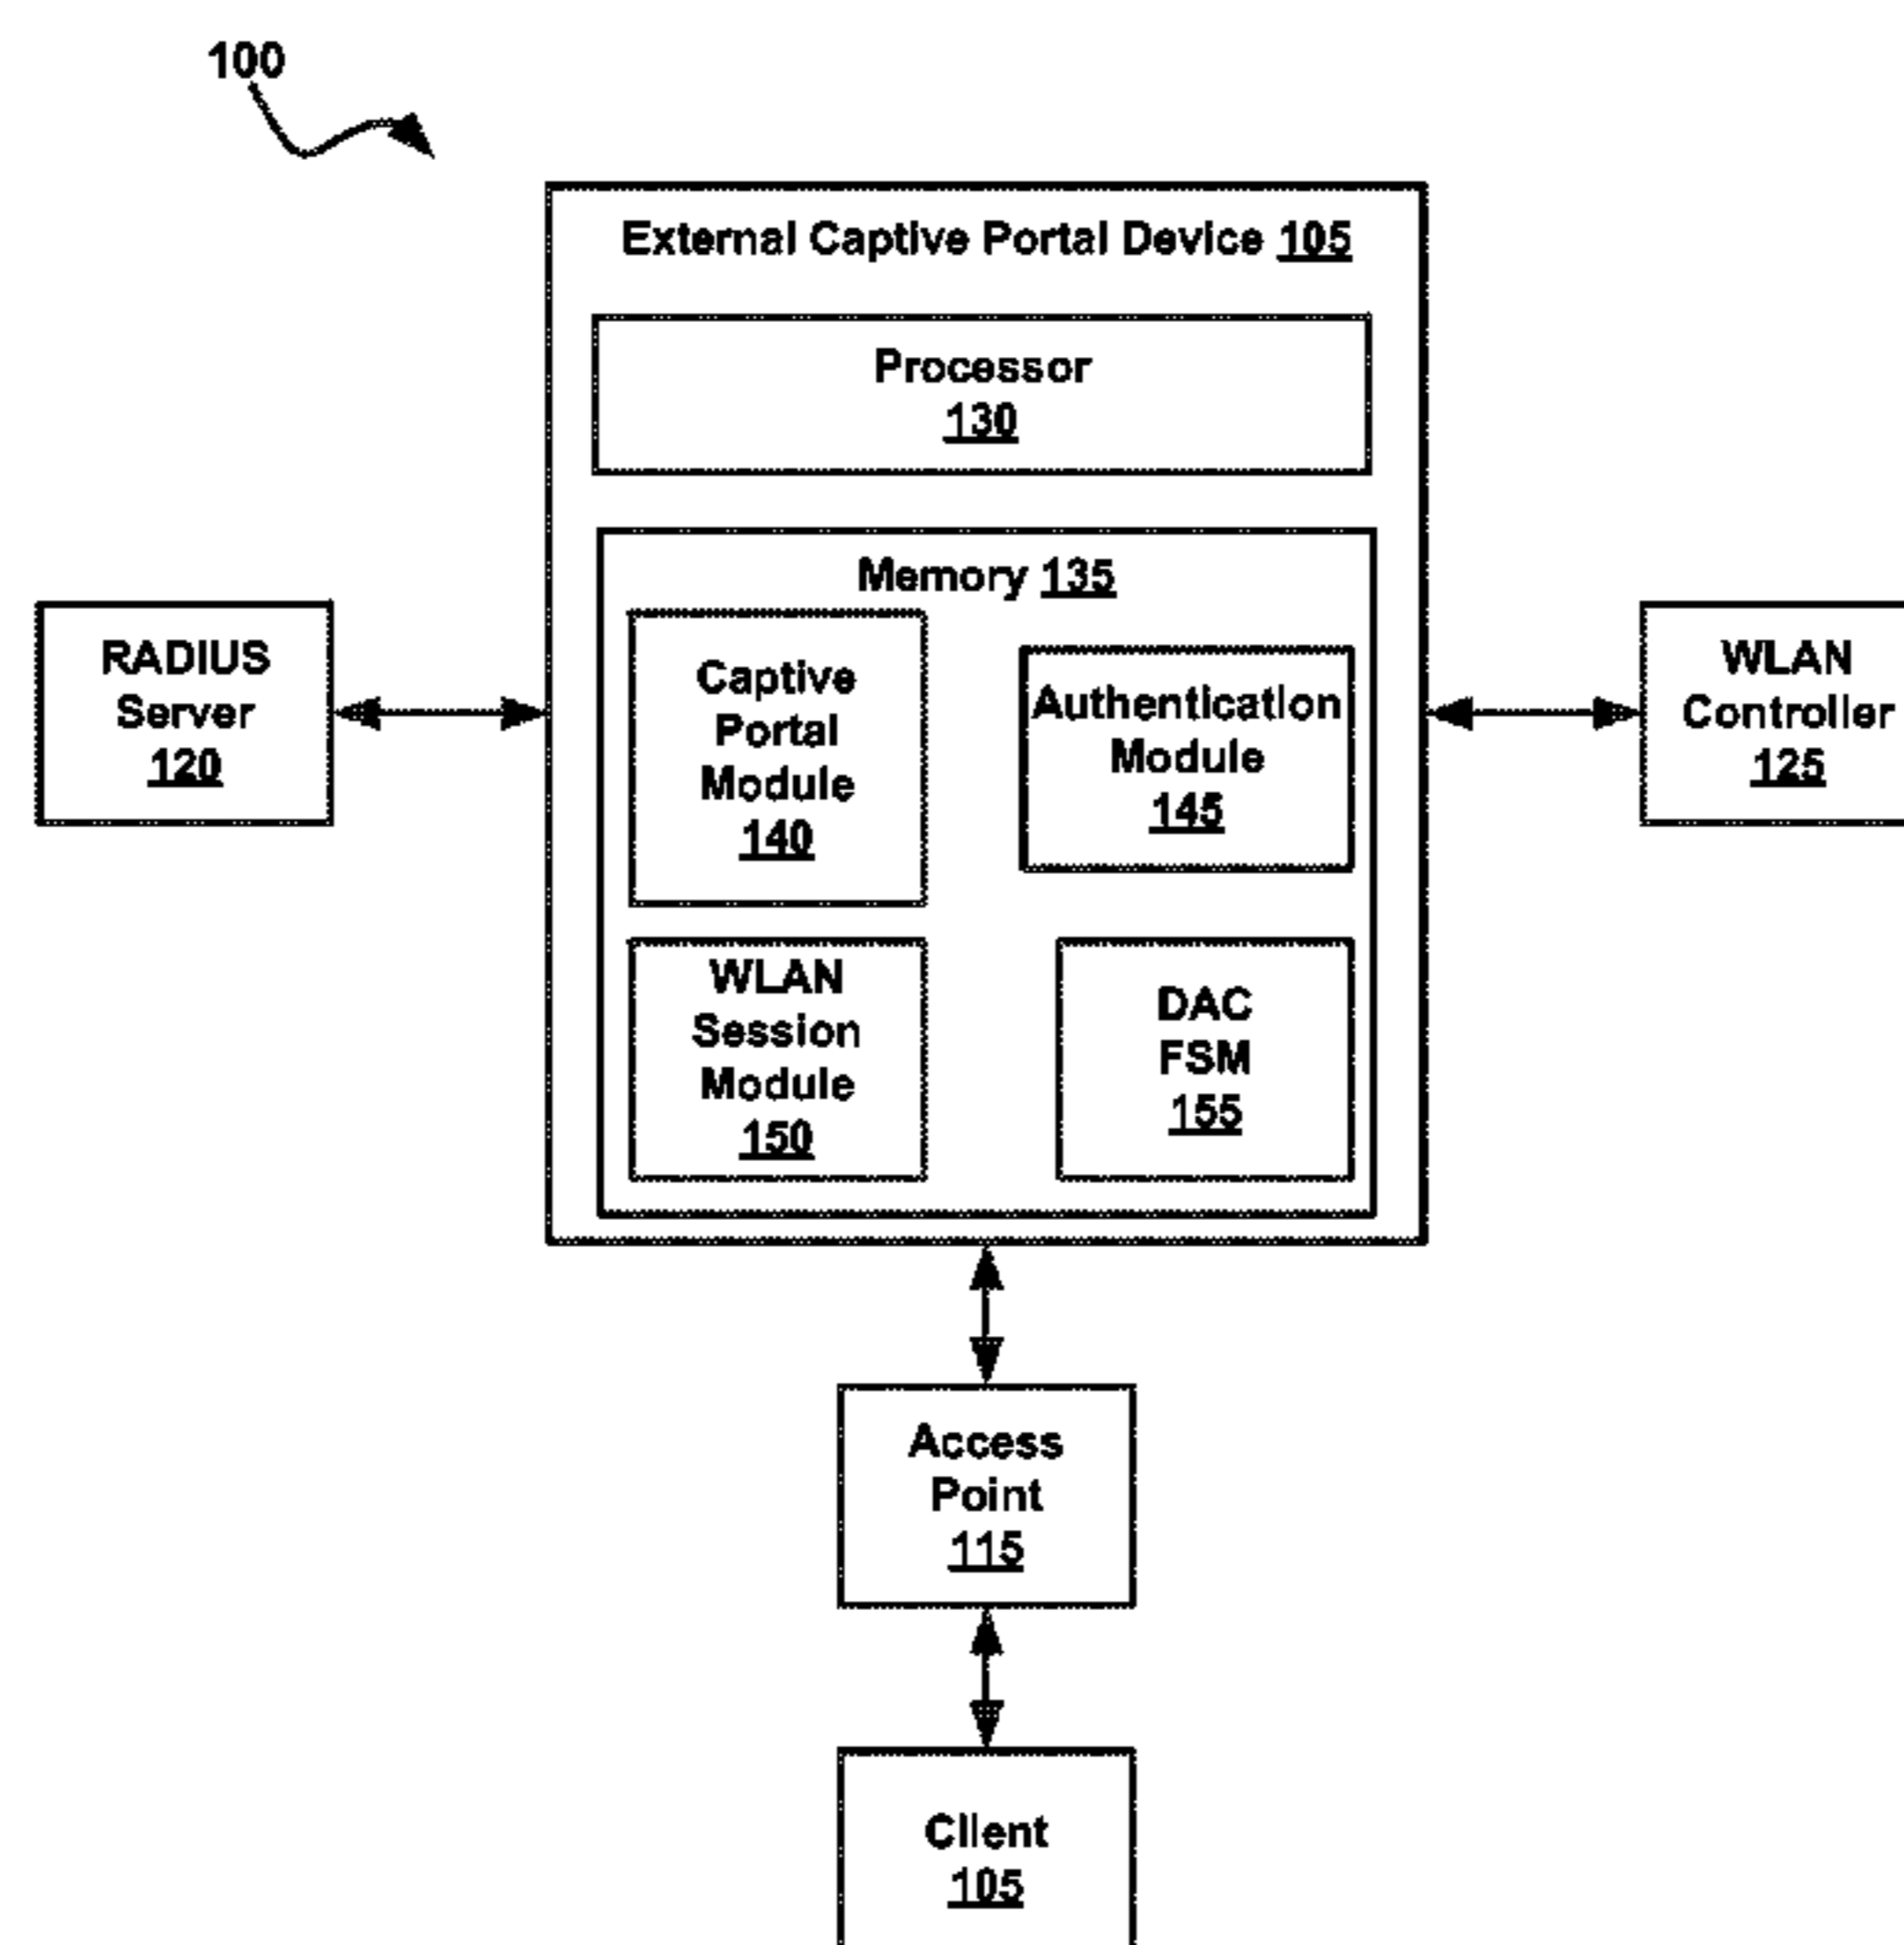 100
External Captive Portal Device 105
Processor
130
Memory 135
RADIUS
Server
120
Captive
Portal
Module
140
Authentication
Module
145
WLAN
Controller
125
WLAN
Session
Module
150
DAC
FSM
155
Access
Point
115
Client
105